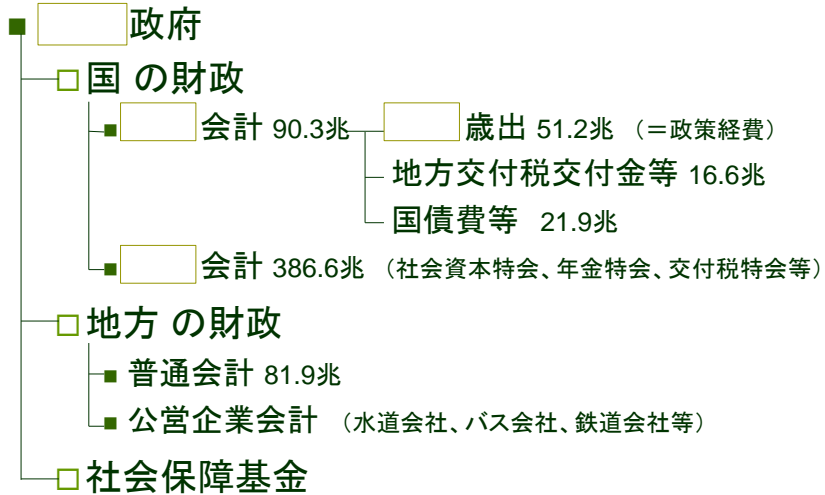 政府
国 の財政
会計 90.3兆 歳出 51.2兆 （＝政策経費）
地方交付税交付金等 16.6兆
国債費等 21.9兆
会計 386.6兆 （社会資本特会、年金特会、交付税特会等）
地方 の財政
普通会計 81.9兆
公営企業会計 （水道会社、バス会社、鉄道会社等）
社会保障基金